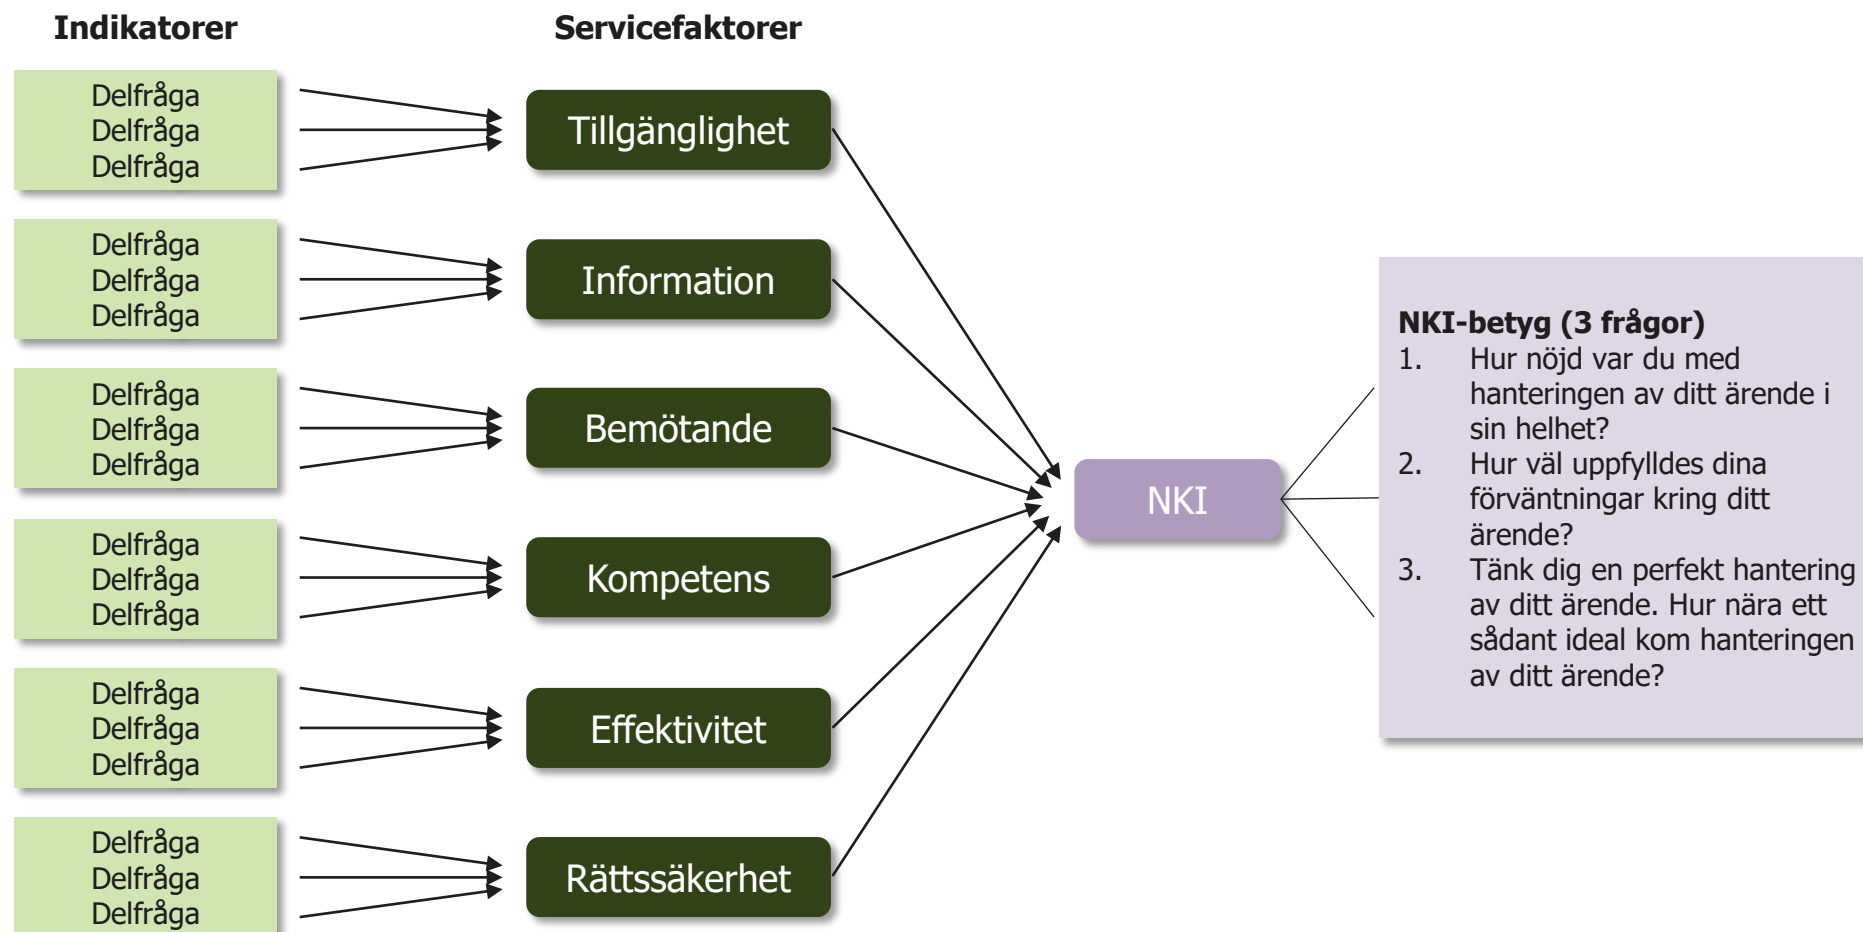 Indikatorer
Servicefaktorer
Delfråga
Delfråga
Delfråga
Tillgänglighet
Delfråga
Delfråga
Delfråga
Information
Delfråga
Delfråga
Delfråga
Bemötande
Delfråga
Delfråga
Delfråga
Kompetens
Delfråga
Delfråga
Delfråga
Effektivitet
Delfråga
Delfråga
Delfråga
Rättssäkerhet
NKI
NKI-betyg (3 frågor)
1. Hur nöjd var du med
hanteringen av ditt ärende i
sin helhet?
2. Hur väl uppfylldes dina
förväntningar kring ditt
ärende?
3. Tänk dig en perfekt hantering
av ditt ärende. Hur nära ett
sådant ideal kom hanteringen
av ditt ärende?